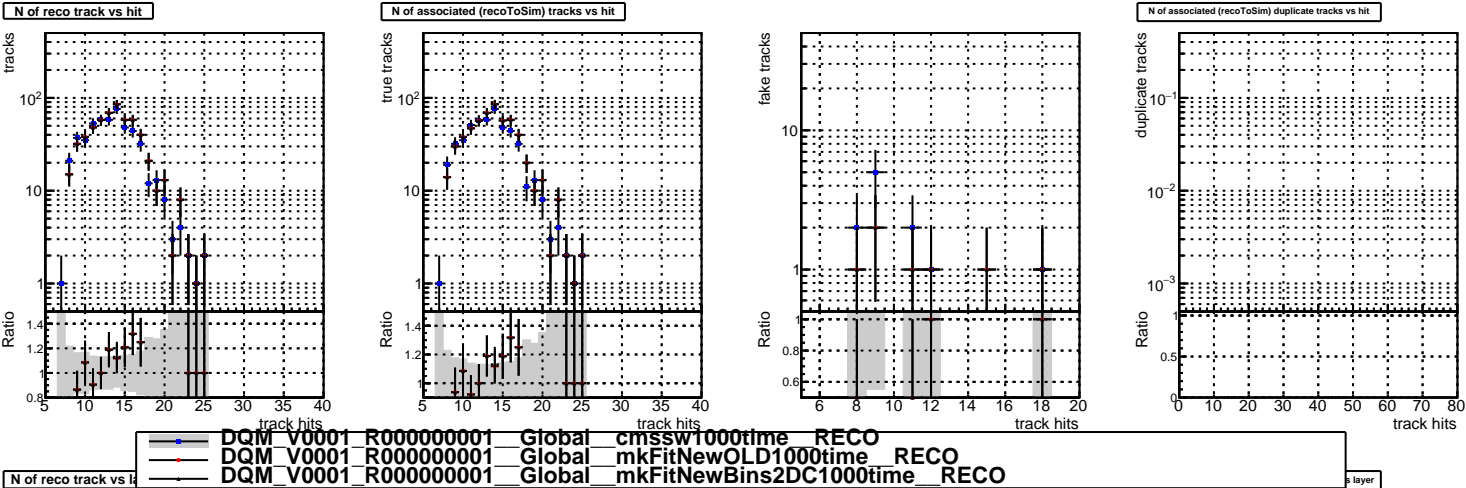 N of reco track vs hit
N of associated (recoToSim) tracks vs hit
N of associated (recoToSim) duplicate tracks vs hit
tracks
10²
10
1
Ratio
1.4
1.2
1
0.8
5 10 15 20 25 30 35 40
track hits
true tracks
10²
10
1
Ratio
1.4
1.2
1
5 10 15 20 25 30 35 40
track hits
fake tracks
10
1
Ratio
1
0.8
0.6
6 8 10 12 14 16 18 20
track hits
duplicate tracks
10⁻¹
10⁻²
10⁻³
Ratio
1
0.5
0
0 10 20 30 40 50 60 70 80
track hits
DQM_V0001_R000000001__Global__cmssw1000time__RECO
DQM_V0001_R000000001__Global__mkFitNewOLD1000time__RECO
DQM_V0001_R000000001__Global__mkFitNewBins2DC1000time__RECO
N of reco track vs la
s layer